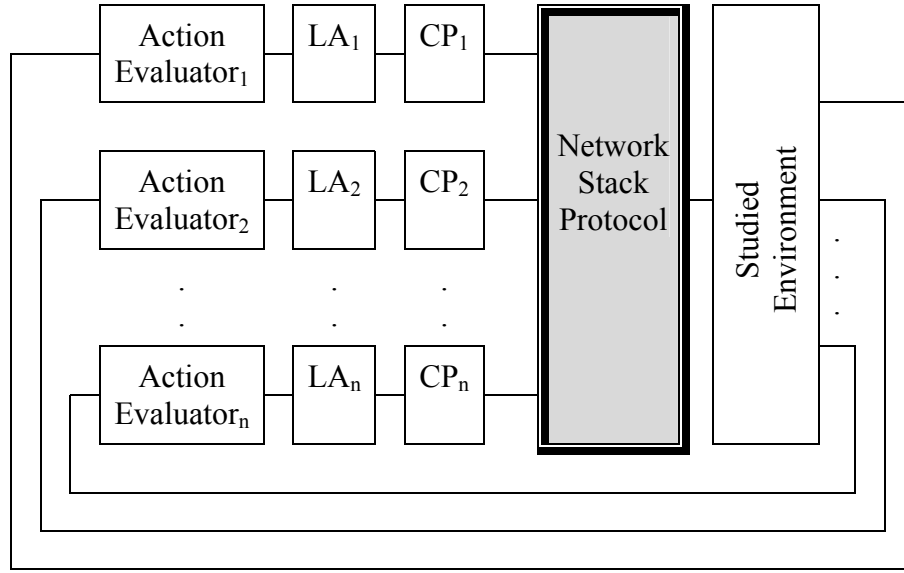 Action
Evaluator₁
LA₁
CP₁
Action
Evaluator₂
LA₂
CP₂
. . .
. . .
Action
Evaluatorₙ
LAₙ
CPₙ
Network
Stack
Protocol
Studied
Environment
.
.
.